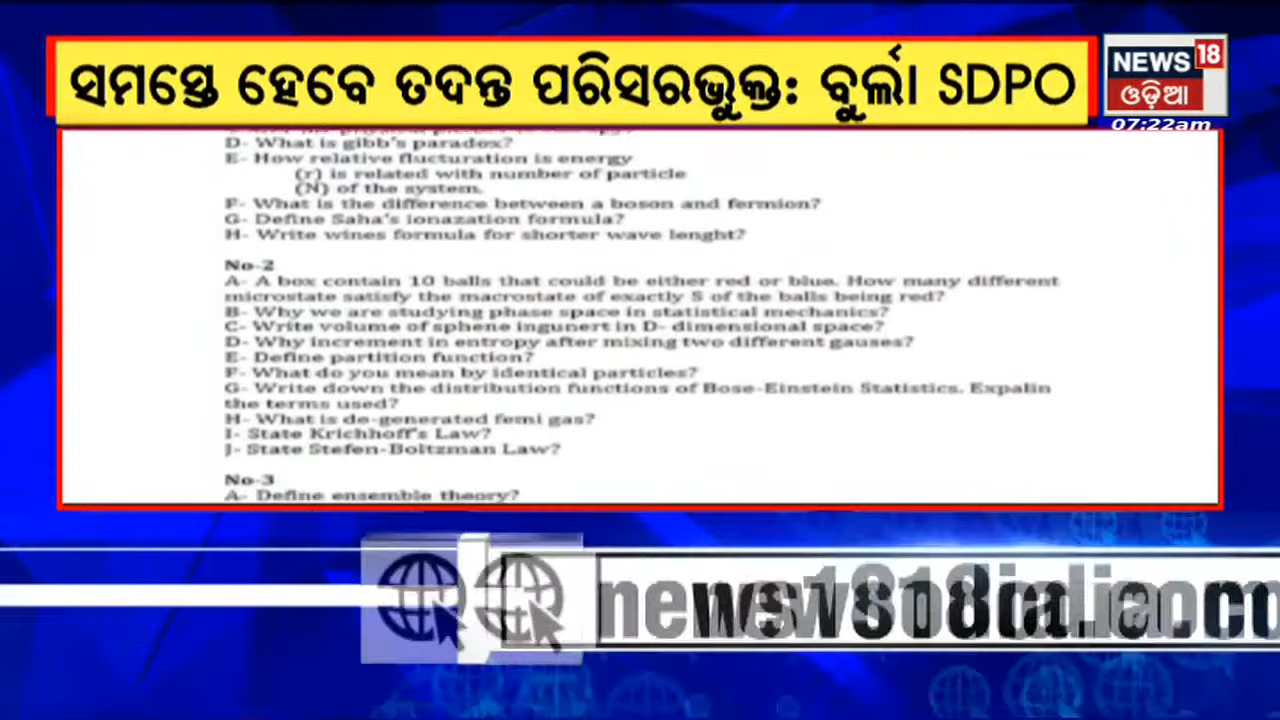 ସମସ୍ତେ ହେବେ ତଦନ୍ତ ପରିସରଭୁକ୍ତ: ବୁର୍ଲା SDPO
NEWS 18
ଓଡ଼ିଆ
07:22am
D- What is gibb's paradox?
E- How relative flucturation is energy
(r) is related with number of particle
(N) of the system.
F- What is the difference between a boson and fermion?
G- Define Saha's ionazation formula?
H- Write wines formula for shorter wave lenght?
No-2
A- A box contain 10 balls that could be either red or blue. How many different
microstate satisfy the macrostate of exactly 5 of the balls being red?
B- Why we are studying phase space in statistical mechanics?
C- Write volume of sphene ingunert in D- dimensional space?
D- Why increment in entropy after mixing two different gauses?
E- Define partition function?
F- What do you mean by identical particles?
G- Write down the distribution functions of Bose-Einstein Statistics. Expalin
the terms used?
H- What is de-generated femi gas?
I- State Krichhoff's Law?
J- State Stefen-Boltzman Law?
No-3
A- Define ensemble theory?